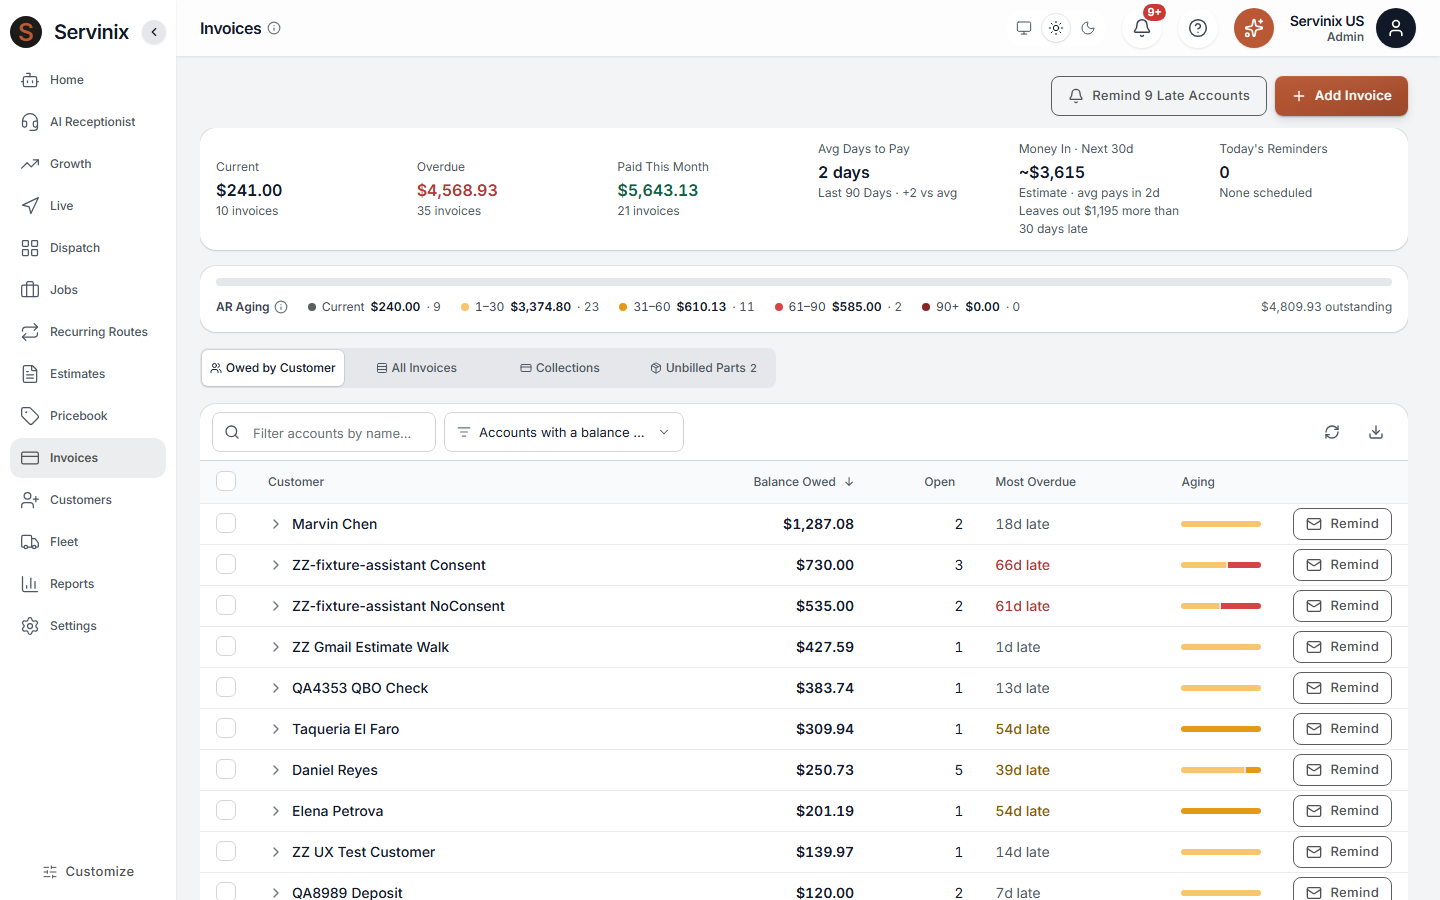 Servinix
Home
AI Receptionist
Growth
Live
Dispatch
Jobs
Recurring Routes
Estimates
Pricebook
Invoices
Customers
Fleet
Reports
Settings
Customize
Invoices
9+
Servinix US
Admin
Remind 9 Late Accounts
Add Invoice
Current
$241.00
10 invoices
Overdue
$4,568.93
35 invoices
Paid This Month
$5,643.13
21 invoices
Avg Days to Pay
2 days
Last 90 Days · +2 vs avg
Money In · Next 30d
~$3,615
Estimate · avg pays in 2d
Leaves out $1,195 more than
30 days late
Today's Reminders
0
None scheduled
AR Aging Current $240.00 · 9 1–30 $3,374.80 · 23 31–60 $610.13 · 11 61–90 $585.00 · 2 90+ $0.00 · 0 $4,809.93 outstanding
Owed by Customer All Invoices Collections Unbilled Parts 2
Filter accounts by name... Accounts with a balance ...
Customer Balance Owed Open Most Overdue Aging
Marvin Chen $1,287.08 2 18d late Remind
ZZ-fixture-assistant Consent $730.00 3 66d late Remind
ZZ-fixture-assistant NoConsent $535.00 2 61d late Remind
ZZ Gmail Estimate Walk $427.59 1 1d late Remind
QA4353 QBO Check $383.74 1 13d late Remind
Taqueria El Faro $309.94 1 54d late Remind
Daniel Reyes $250.73 5 39d late Remind
Elena Petrova $201.19 1 54d late Remind
ZZ UX Test Customer $139.97 1 14d late Remind
QA8989 Deposit $120.00 2 7d late Remind